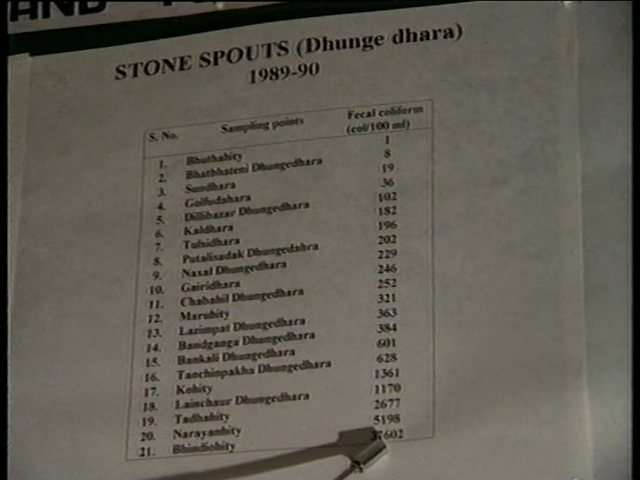 AND
STONE SPOUTS (Dhunge dhara)
1989-90
S. No. Sampling points Fecal coliform (col/100 ml)
1. Bhuthahity 1
2. Bhatbhateni Dhungedhara 8
3. Sundhara 19
4. Golfudahara 36
5. Dillibazar Dhungedhara 102
6. Kaldhara 182
7. Tulsidhara 196
8. Putalisadak Dhungedahra 202
9. Naxal Dhungedhara 229
10. Gairidhara 246
11. Chabahil Dhungedhara 252
12. Maruhity 321
13. Lazimpat Dhungedhara 363
14. Bandganga Dhungedhara 384
15. Bankali Dhungedhara 601
16. Tanchinpakha Dhungedhara 628
17. Kohity 1361
18. Lainchaur Dhungedhara 1170
19. Tadhahity 2677
20. Narayanhity 5198
21. Bhindiohity 37602